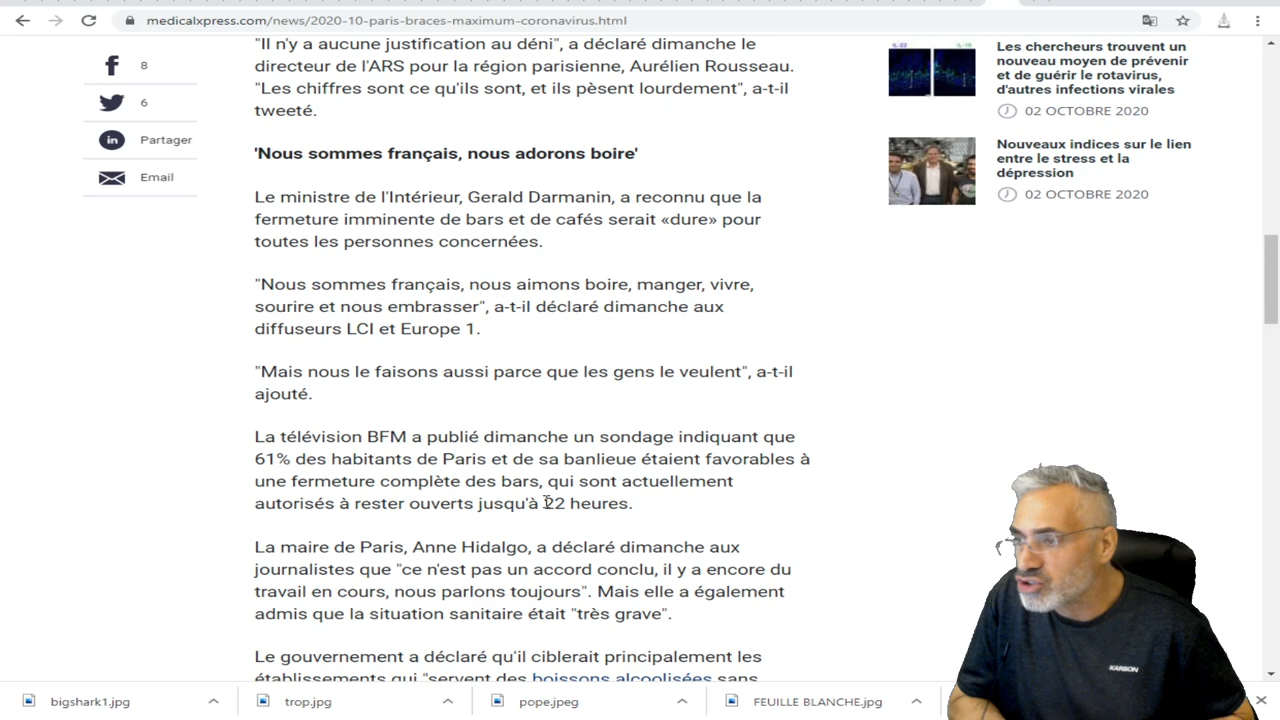 medicalxpress.com/news/2020-10-paris-braces-maximum-coronavirus.html
8
6
Partager
Email
"Il n'y a aucune justification au déni", a déclaré dimanche le
directeur de l'ARS pour la région parisienne, Aurélien Rousseau.
"Les chiffres sont ce qu'ils sont, et ils pèsent lourdement", a-t-il
tweeté.
'Nous sommes français, nous adorons boire'
Le ministre de l'Intérieur, Gerald Darmanin, a reconnu que la
fermeture imminente de bars et de cafés serait «dure» pour
toutes les personnes concernées.
"Nous sommes français, nous aimons boire, manger, vivre,
sourire et nous embrasser", a-t-il déclaré dimanche aux
diffuseurs LCI et Europe 1.
"Mais nous le faisons aussi parce que les gens le veulent", a-t-il
ajouté.
La télévision BFM a publié dimanche un sondage indiquant que
61% des habitants de Paris et de sa banlieue étaient favorables à
une fermeture complète des bars, qui sont actuellement
autorisés à rester ouverts jusqu'à 22 heures.
La maire de Paris, Anne Hidalgo, a déclaré dimanche aux
journalistes que "ce n'est pas un accord conclu, il y a encore du
travail en cours, nous parlons toujours". Mais elle a également
admis que la situation sanitaire était "très grave".
Le gouvernement a déclaré qu'il ciblerait principalement les
établissements qui "servent des boissons alcoolisées sans
Les chercheurs trouvent un
nouveau moyen de prévenir
et de guérir le rotavirus,
d'autres infections virales
02 OCTOBRE 2020
Nouveaux indices sur le lien
entre le stress et la
dépression
02 OCTOBRE 2020
KARBON
bigshark1.jpg
trop.jpg
pope.jpeg
FEUILLE BLANCHE.jpg